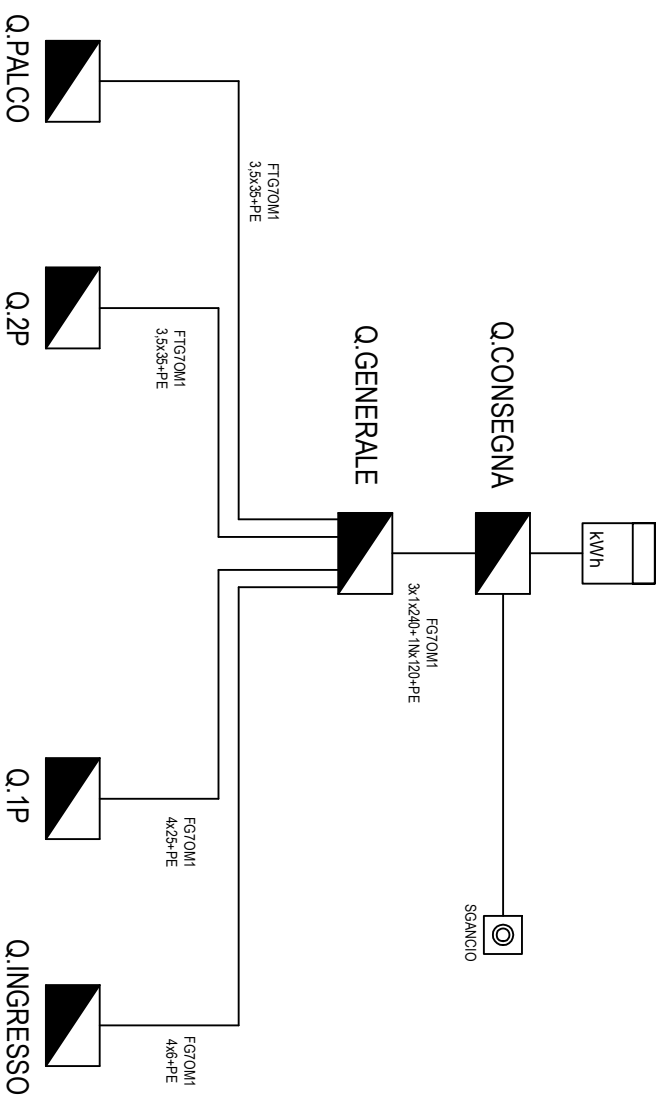 kWh
Q.CONSEGNA
SGANCIO
FG7OM1
3x1x240+1Nx120+PE
Q.GENERALE
FTG7OM1
3,5x35+PE
FTG7OM1
3,5x35+PE
FG7OM1
4x25+PE
FG7OM1
4x6+PE
Q.PALCO
Q.2P
Q.1P
Q.INGRESSO